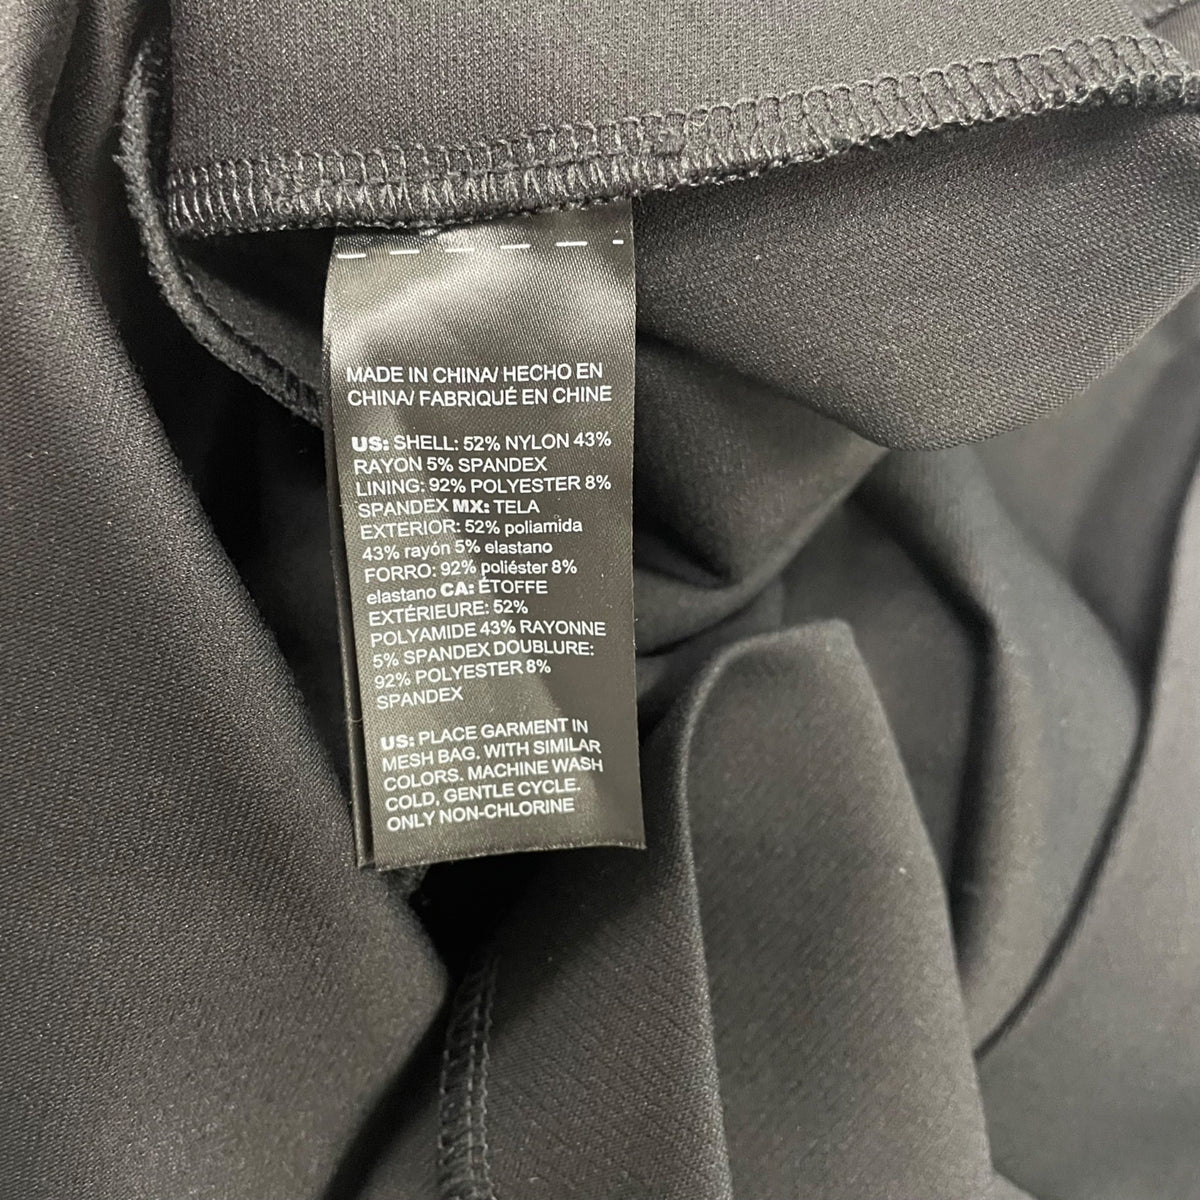 MADE IN CHINA/ HECHO EN
CHINA/ FABRIQUÉ EN CHINE
US: SHELL: 52% NYLON 43%
RAYON 5% SPANDEX
LINING: 92% POLYESTER 8%
SPANDEX MX: TELA
EXTERIOR: 52% poliamida
43% rayón 5% elastano
FORRO: 92% poliéster 8%
elastano CA: ÉTOFFE
EXTÉRIEURE: 52%
POLYAMIDE 43% RAYONNE
5% SPANDEX DOUBLURE:
92% POLYESTER 8%
SPANDEX
US: PLACE GARMENT IN
MESH BAG, WITH SIMILAR
COLORS. MACHINE WASH
COLD, GENTLE CYCLE.
ONLY NON-CHLORINE